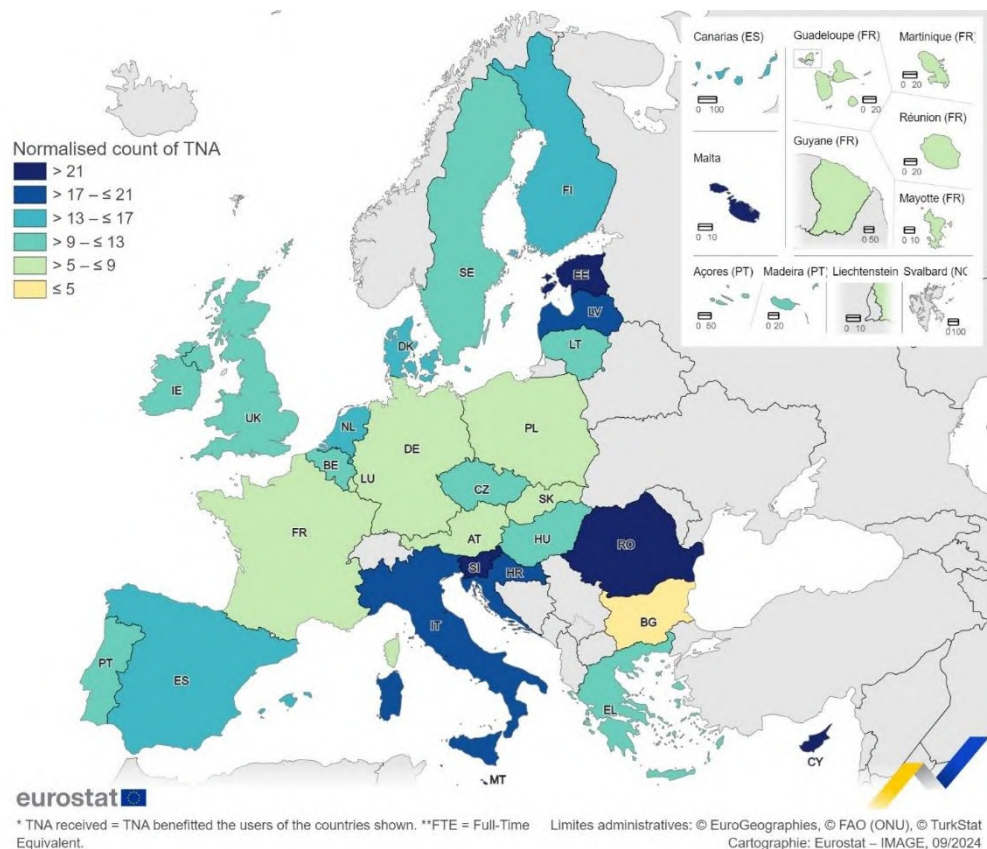 Canarias (ES)
Guadeloupe (FR)
Martinique (FR
0 100
0 20
0 20
Réunion (FR)
0 20
Malta
Guyane (FR)
Mayotte (FR)
0 10
0 50
0 10
Açores (PT)
Madeira (PT)
Liechtenstein
Svalbard (NO
0 50
0 20
0 10
0 100
Normalised count of TNA
> 21
> 17 – ≤ 21
> 13 – ≤ 17
> 9 – ≤ 13
> 5 – ≤ 9
≤ 5
FI
SE
EE
LV
DK
LT
IE
UK
NL
BE
DE
PL
LU
CZ
SK
FR
AT
HU
RO
SI
HR
IT
BG
PT
ES
EL
MT
CY
eurostat
* TNA received = TNA benefitted the users of the countries shown. **FTE = Full-Time
Equivalent.
Limites administratives: © EuroGeographies, © FAO (ONU), © TurkStat
Cartographie: Eurostat – IMAGE, 09/2024